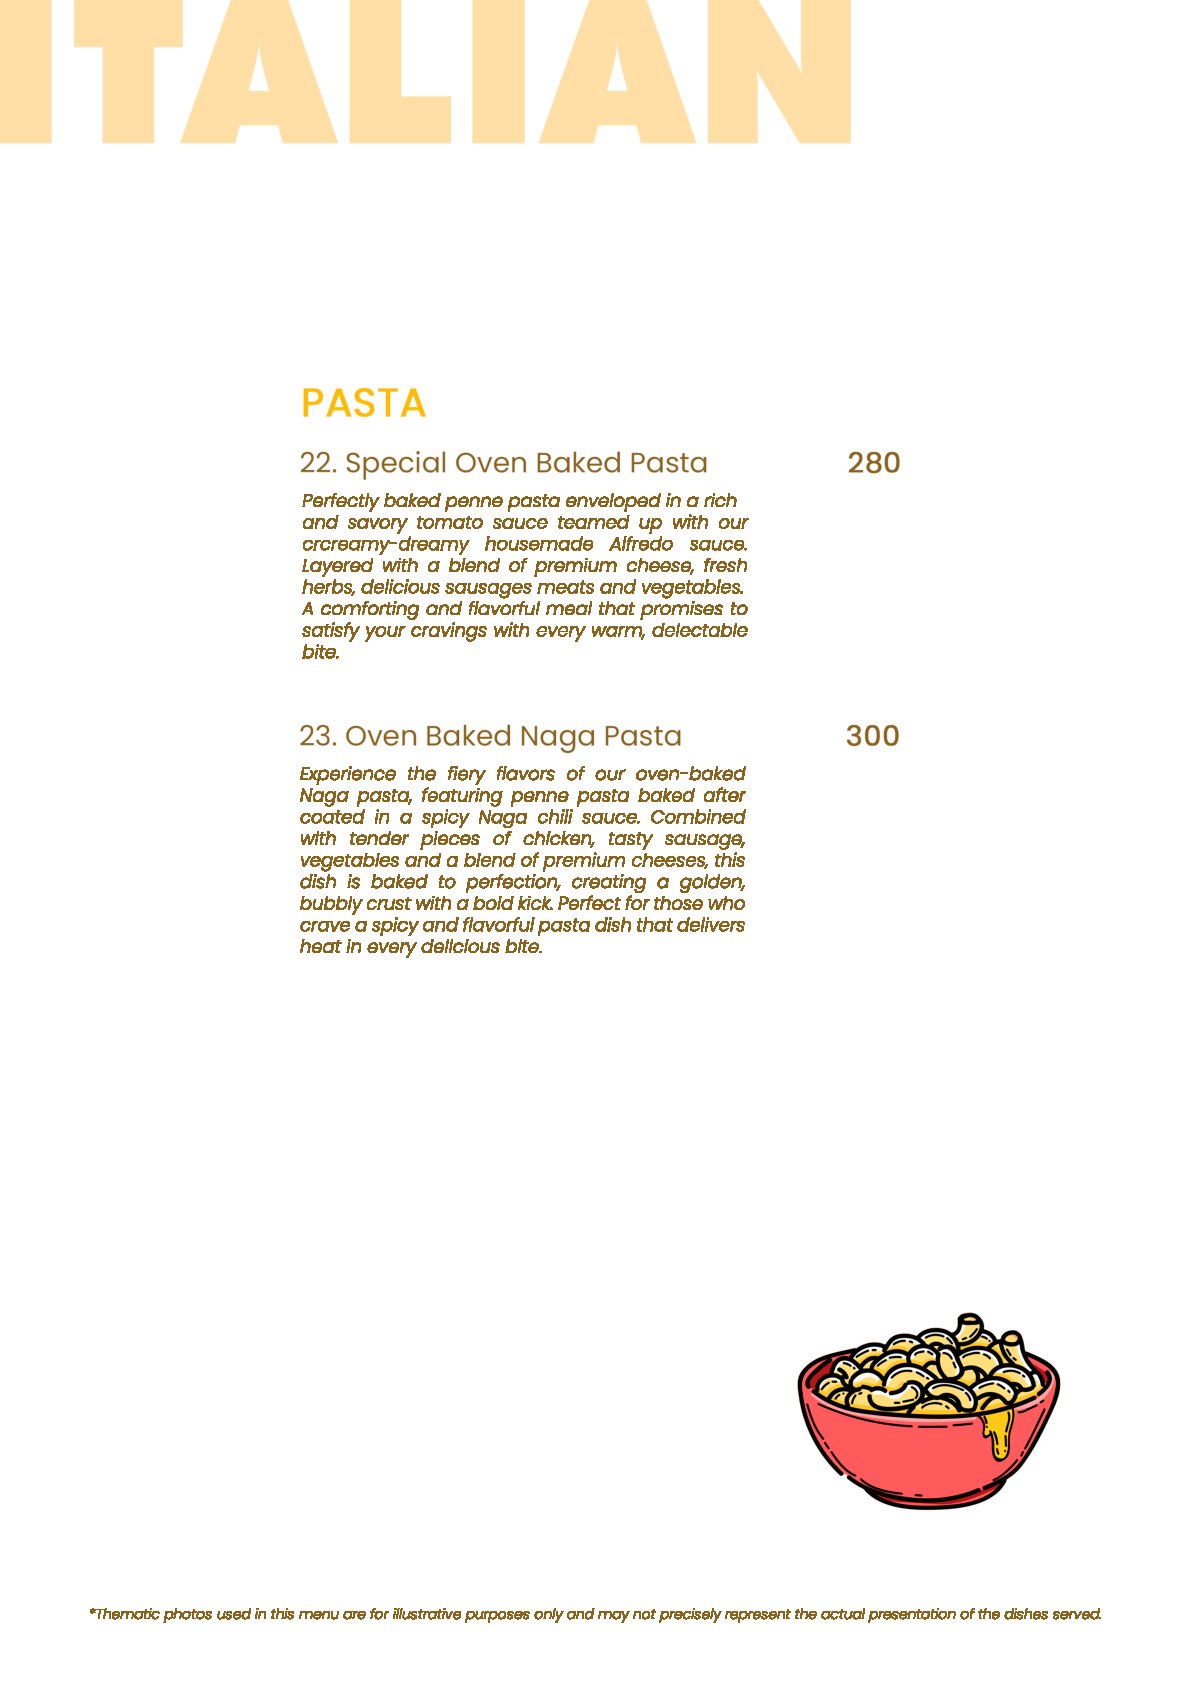 ITALIAN
PASTA
22. Special Oven Baked Pasta 280
Perfectly baked penne pasta enveloped in a rich
and savory tomato sauce teamed up with our
crcreamy-dreamy housemade Alfredo sauce.
Layered with a blend of premium cheese, fresh
herbs, delicious sausages meats and vegetables.
A comforting and flavorful meal that promises to
satisfy your cravings with every warm, delectable
bite.
23. Oven Baked Naga Pasta 300
Experience the fiery flavors of our oven-baked
Naga pasta, featuring penne pasta baked after
coated in a spicy Naga chili sauce. Combined
with tender pieces of chicken, tasty sausage,
vegetables and a blend of premium cheeses, this
dish is baked to perfection, creating a golden,
bubbly crust with a bold kick. Perfect for those who
crave a spicy and flavorful pasta dish that delivers
heat in every delicious bite.
*Thematic photos used in this menu are for illustrative purposes only and may not precisely represent the actual presentation of the dishes served.